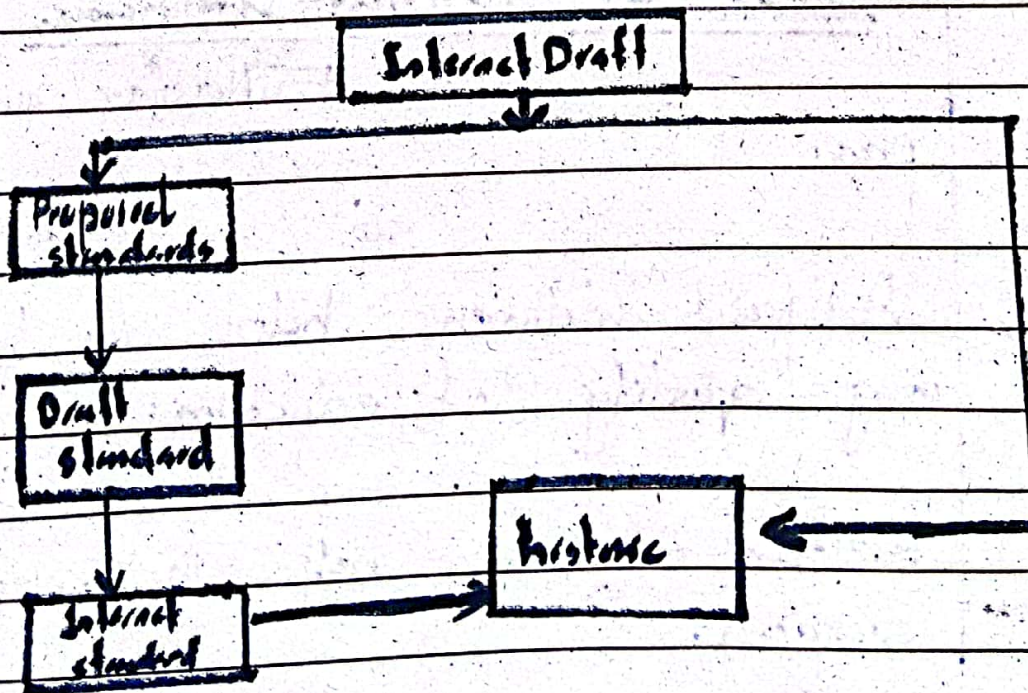 Internet Draft
Proposed
standards
Draft
standard
historic
Internet
standard